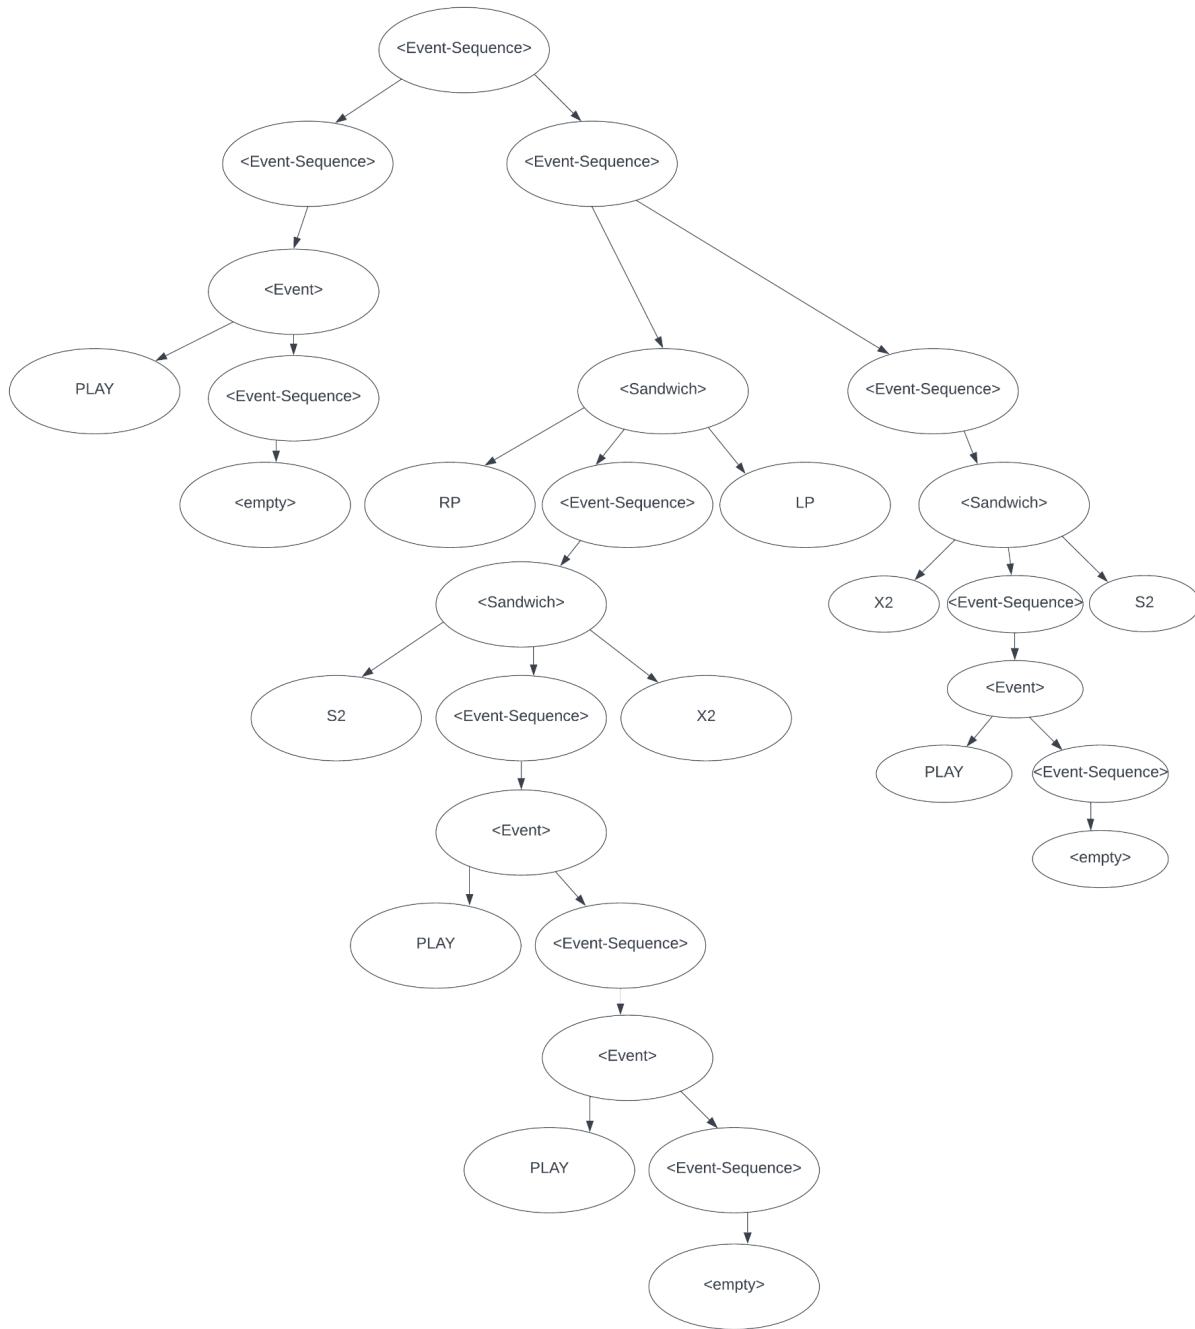 <Event-Sequence>
<Event-Sequence>
<Event-Sequence>
<Event>
PLAY
<Event-Sequence>
<Sandwich>
<Event-Sequence>
<empty>
RP
<Event-Sequence>
LP
<Sandwich>
<Sandwich>
X2
<Event-Sequence>
S2
<Event>
S2
<Event-Sequence>
X2
PLAY
<Event-Sequence>
<Event>
<empty>
PLAY
<Event-Sequence>
<Event>
PLAY
<Event-Sequence>
<empty>